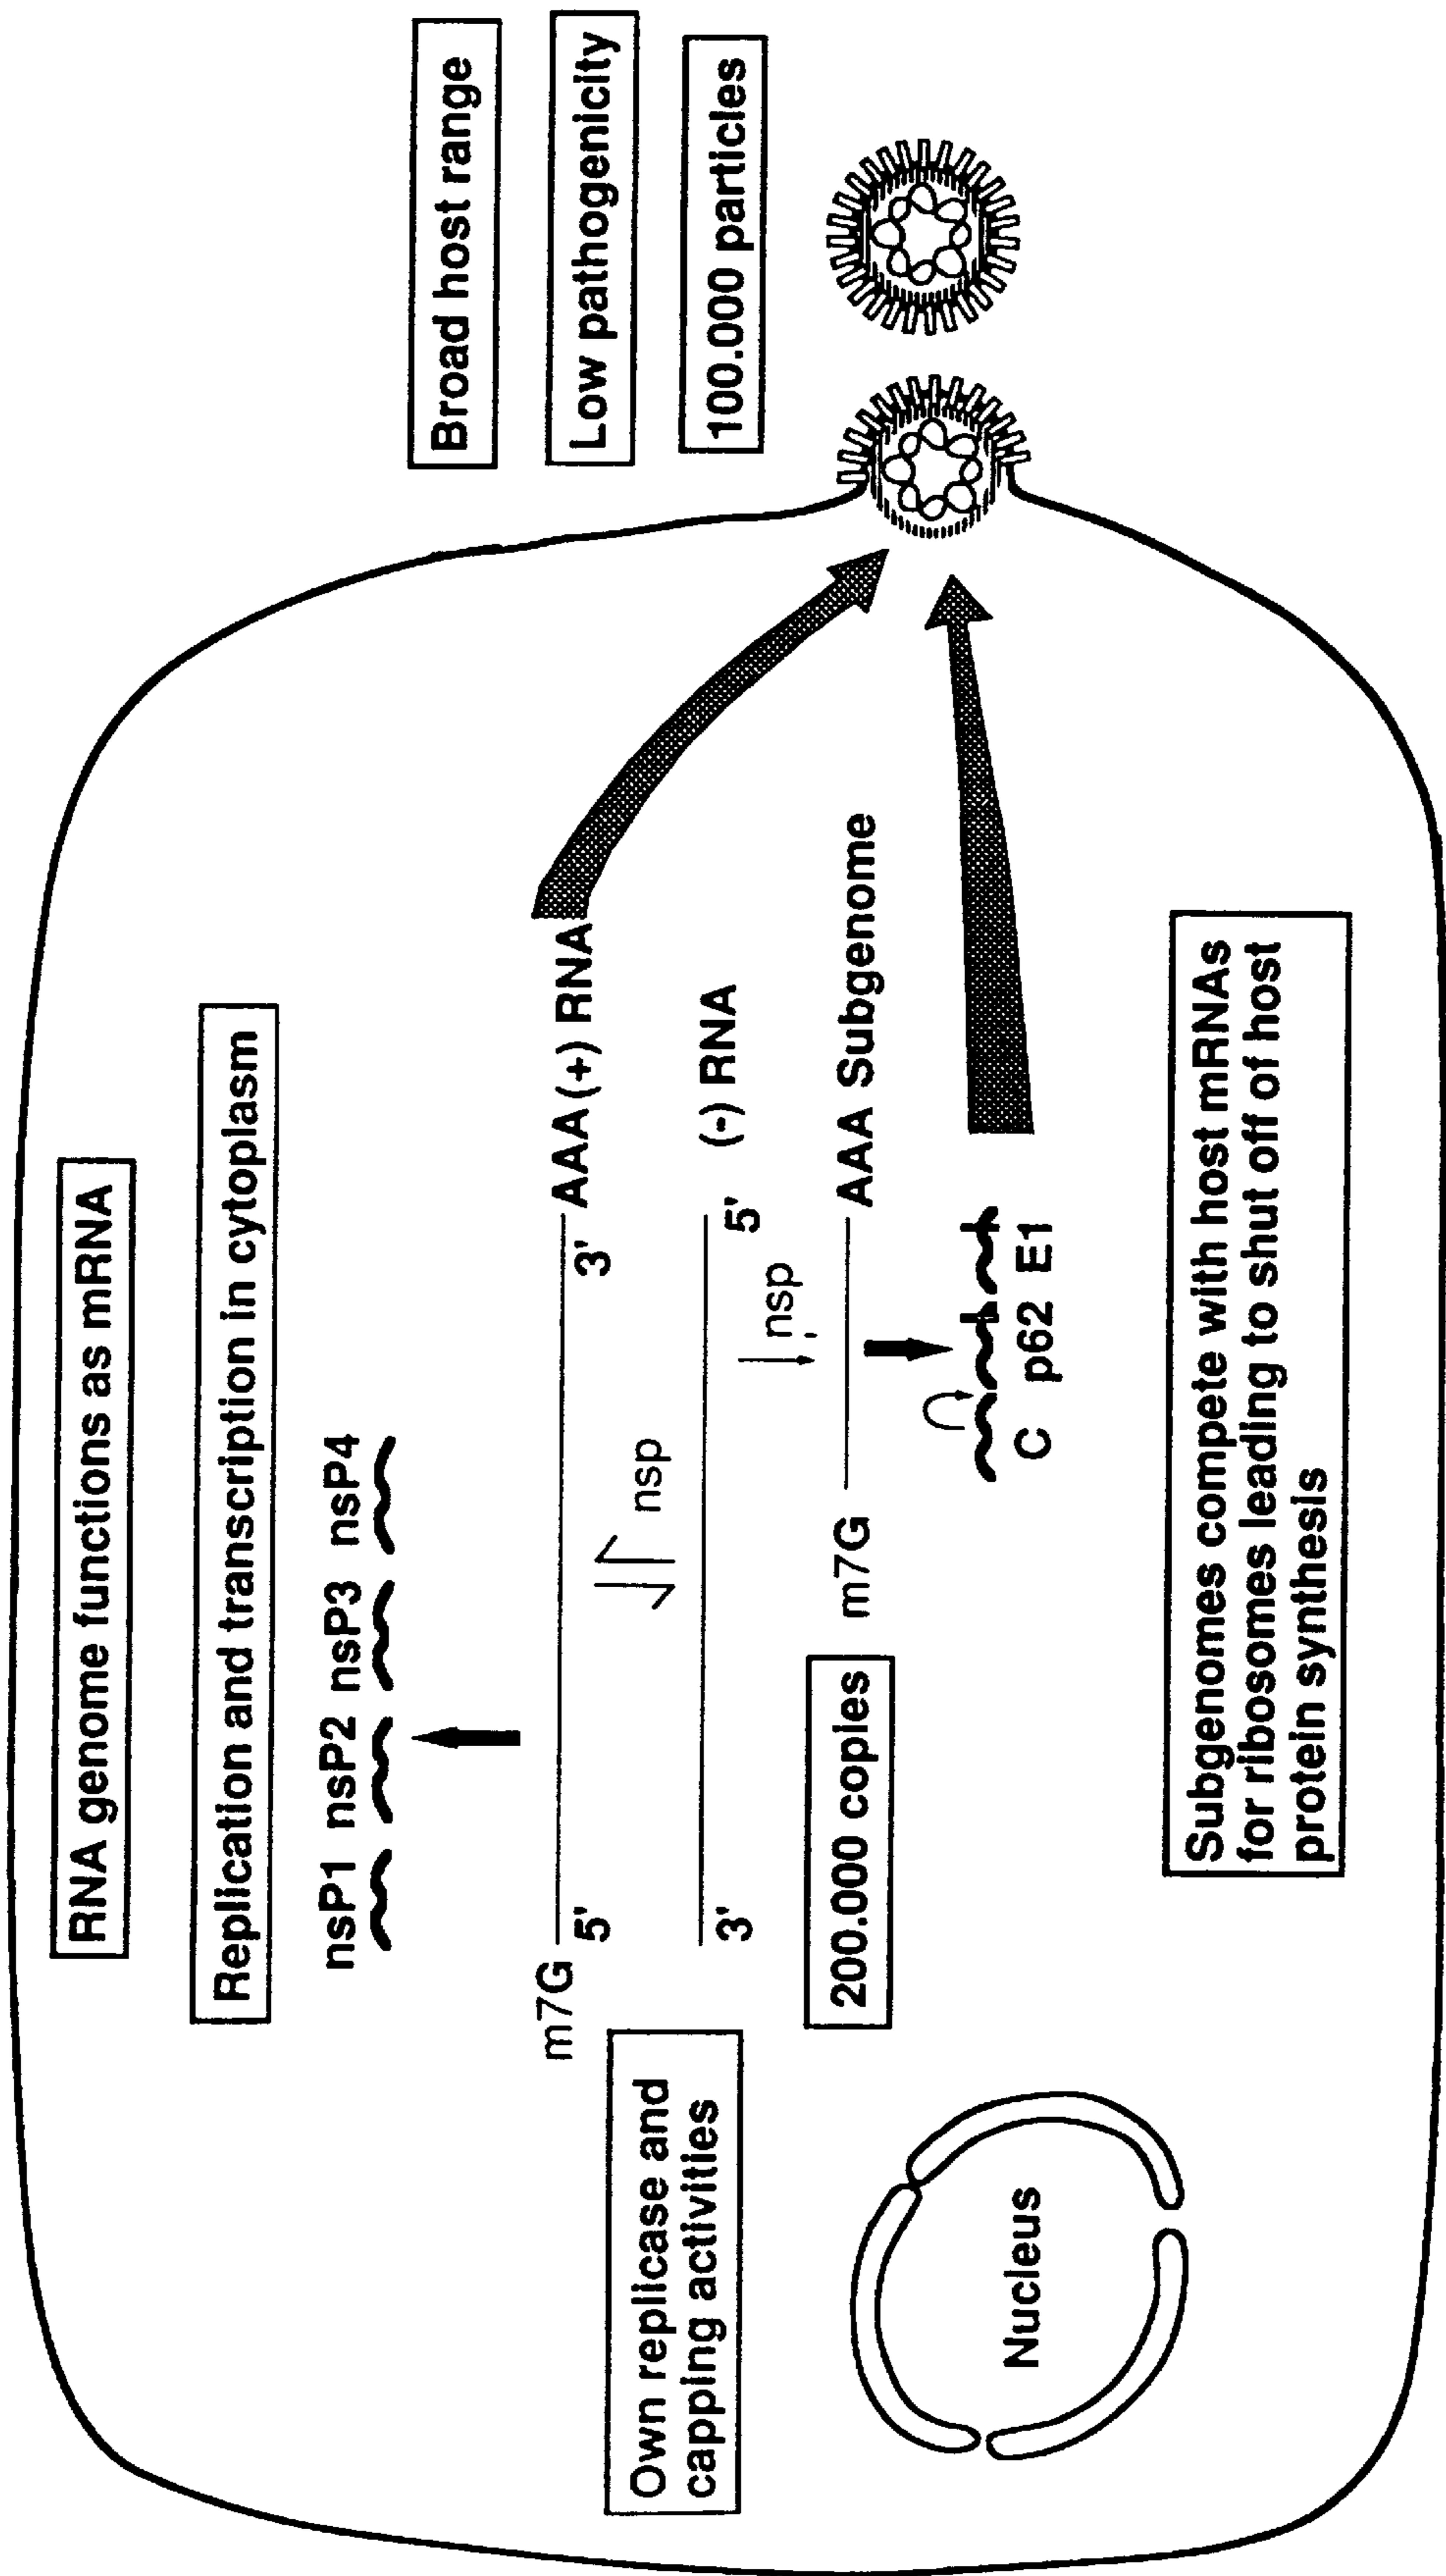 RNA genome functions as mRNA
Replication and transcription in cytoplasm
Broad host range
Low pathogenicity
100.000 particles
nsP1 nsP2 nsP3 nsP4
m7G
5'
3'
AAA (+) RNA
nsp
Own replicase and
capping activities
3'
5'
(-) RNA
nsp
200.000 copies
m7G
AAA Subgenome
C p62 E1
Nucleus
Subgenomes compete with host mRNAs
for ribosomes leading to shut off of host
protein synthesis